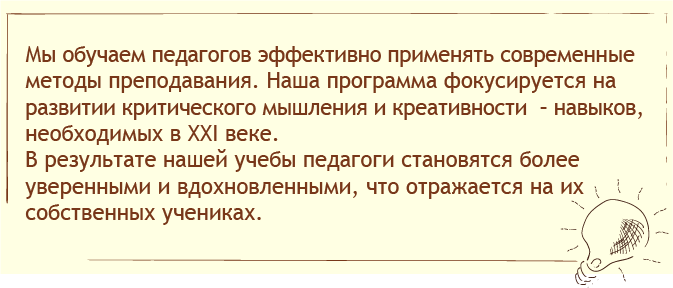 Мы обучаем педагогов эффективно применять современные
методы преподавания. Наша программа фокусируется на
развитии критического мышления и креативности – навыков,
необходимых в XXI веке.
В результате нашей учебы педагоги становятся более
уверенными и вдохновленными, что отражается на их
собственных учениках.